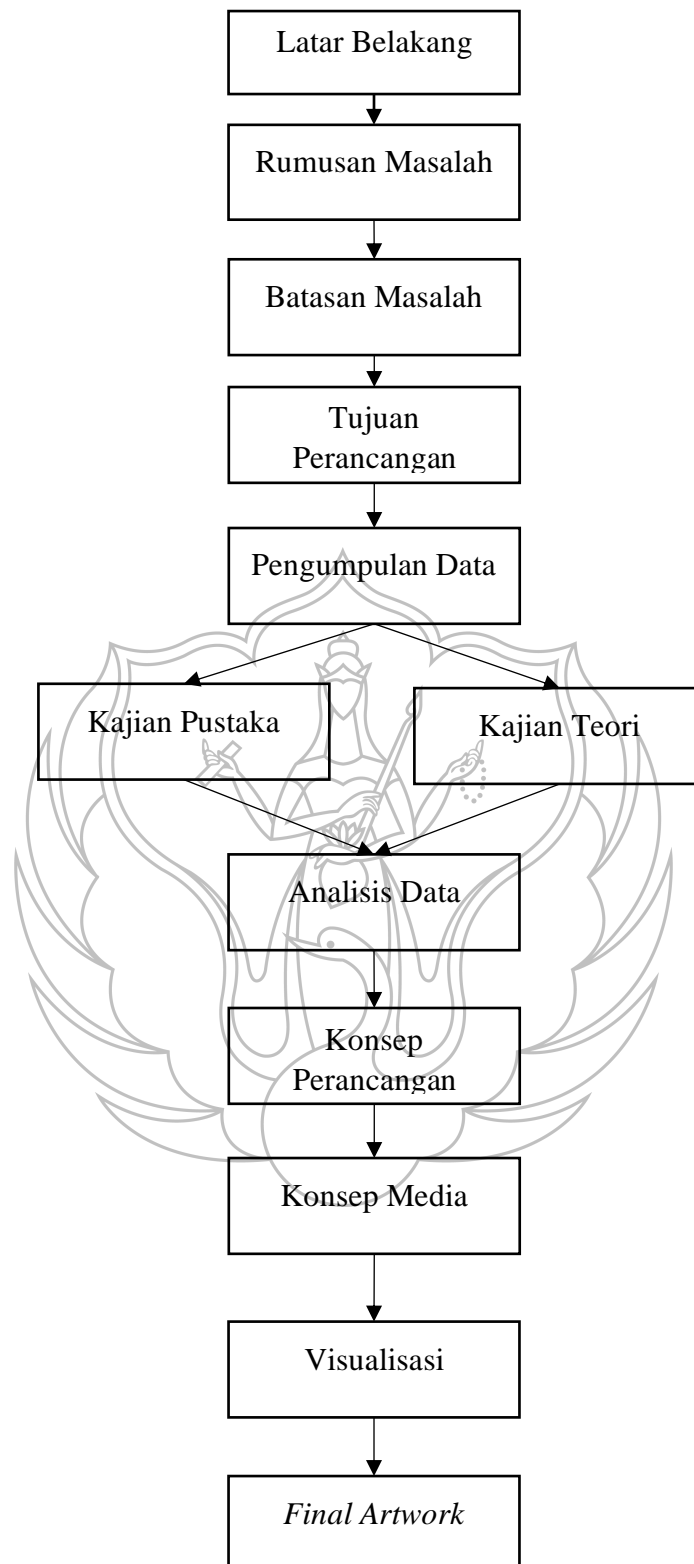 Latar Belakang
Rumusan Masalah
Batasan Masalah
Tujuan
Perancangan
Pengumpulan Data
Kajian Pustaka
Kajian Teori
Analisis Data
Konsep
Perancangan
Konsep Media
Visualisasi
Final Artwork